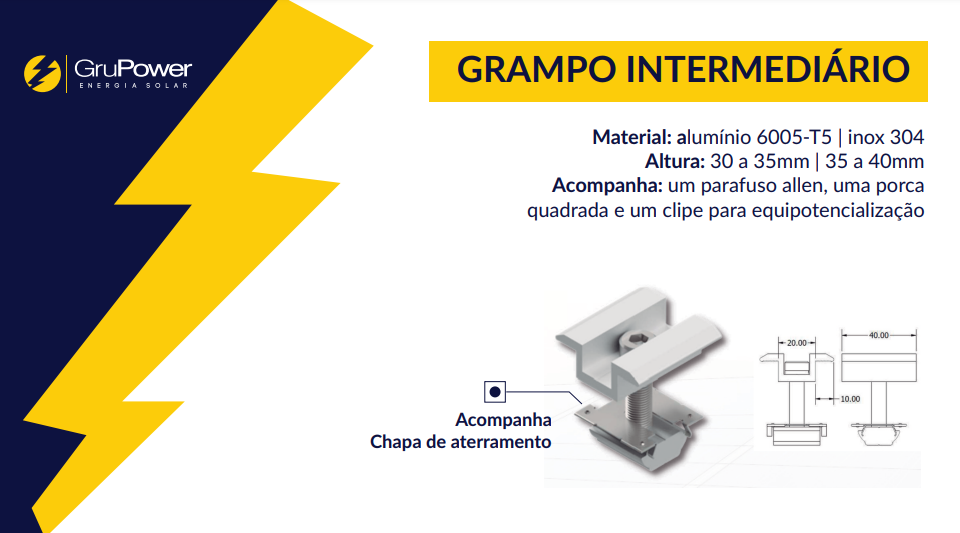 GruPower
ENERGIA SOLAR
GRAMPO INTERMEDIÁRIO
Material: alumínio 6005-T5 | inox 304
Altura: 30 a 35mm | 35 a 40mm
Acompanha: um parafuso allen, uma porca
quadrada e um clipe para equipotencialização
Acompanha
Chapa de aterramento
20.00
40.00
10.00